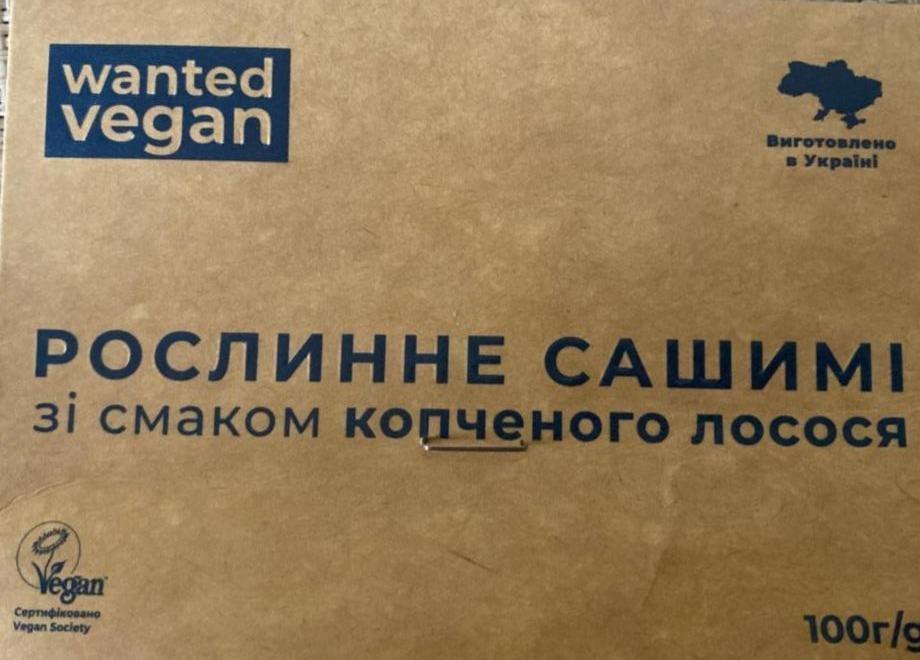 wanted
vegan
Виготовлено
в Україні
РОСЛИННЕ САШИМІ
зі смаком копченого лосося
Vegan
Сертифіковано
Vegan Society
100г/g